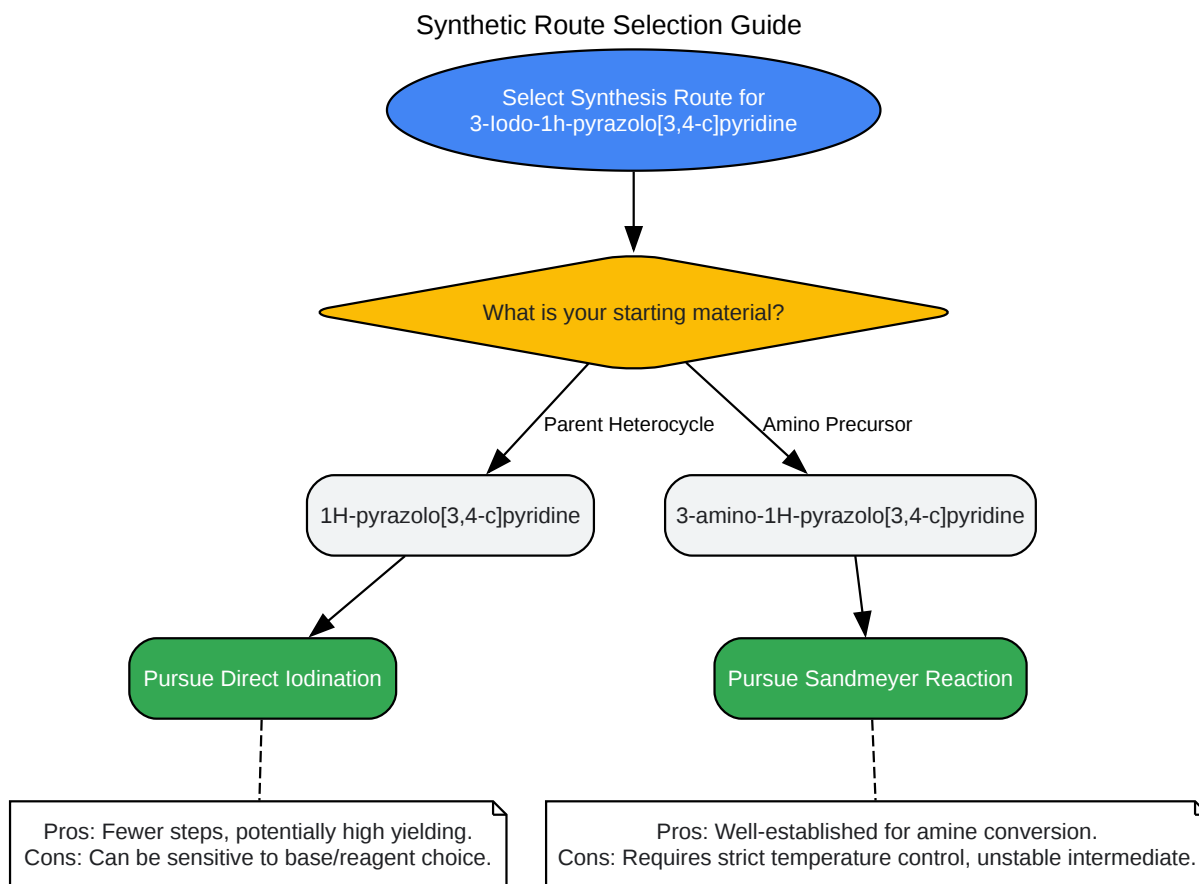 Synthetic Route Selection Guide
Select Synthesis Route for
3-Iodo-1h-pyrazolo[3,4-c]pyridine
What is your starting material?
Parent Heterocycle
Amino Precursor
1H-pyrazolo[3,4-c]pyridine
3-amino-1H-pyrazolo[3,4-c]pyridine
Pursue Direct Iodination
Pursue Sandmeyer Reaction
Pros: Fewer steps, potentially high yielding.
Cons: Can be sensitive to base/reagent choice.
Pros: Well-established for amine conversion.
Cons: Requires strict temperature control, unstable intermediate.